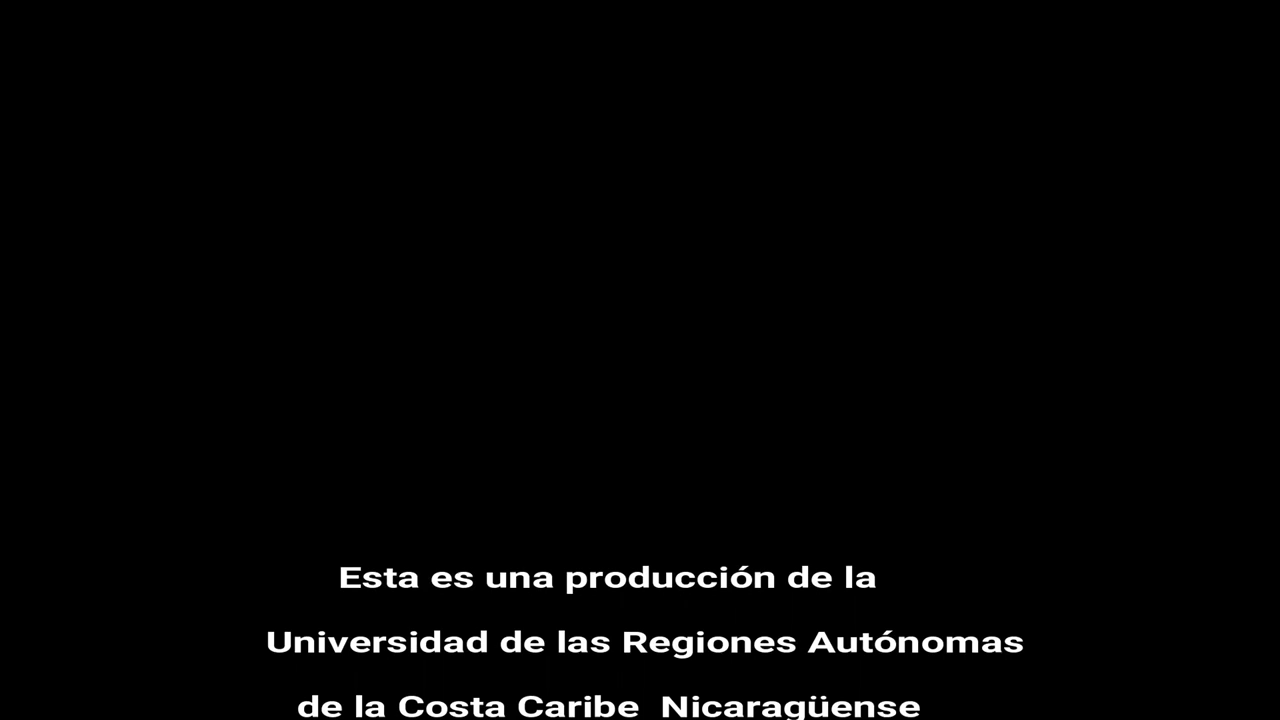 Esta es una producción de la
Universidad de las Regiones Autónomas
de la Costa Caribe Nicaragüense